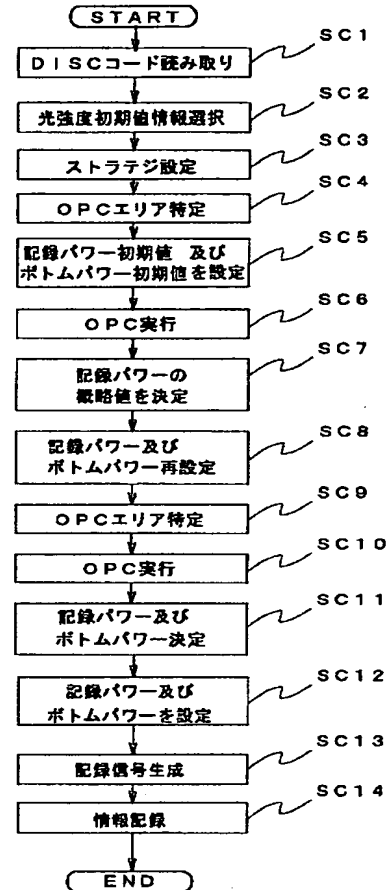 START
SC1
DISCコード読み取り
SC2
光強度初期値情報選択
SC3
ストラテジ設定
SC4
OPCエリア特定
SC5
記録パワー初期値 及び
ボトムパワー初期値を設定
SC6
OPC実行
SC7
記録パワーの
概略値を決定
SC8
記録パワー及び
ボトムパワー再設定
SC9
OPCエリア特定
SC10
OPC実行
SC11
記録パワー及び
ボトムパワー決定
SC12
記録パワー及び
ボトムパワーを設定
SC13
記録信号生成
SC14
情報記録
END